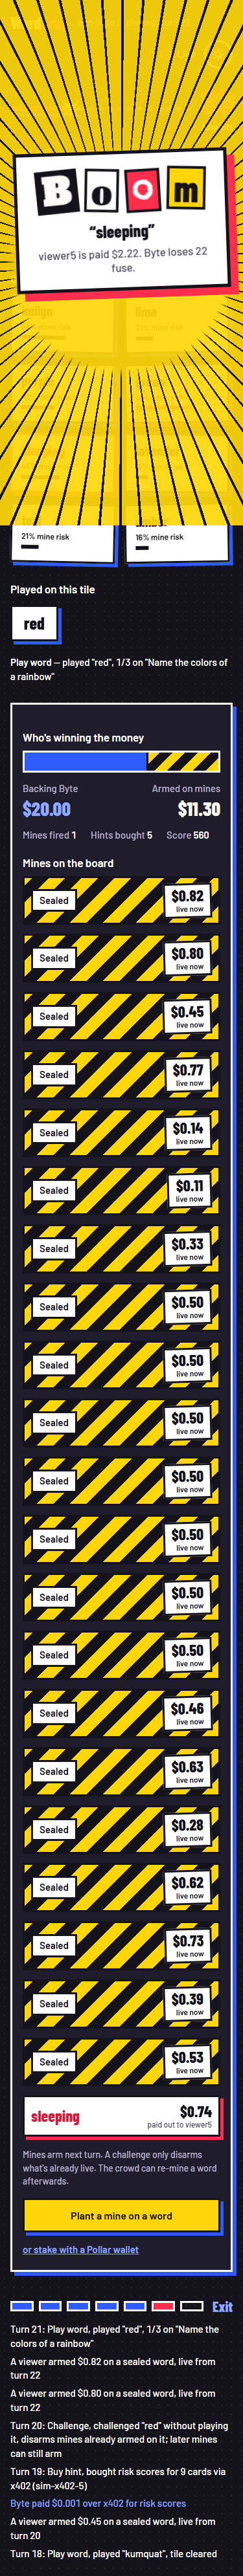 Boom
“sleeping”
viewer5 is paid $2.22. Byte loses 22
fuse.
indigo
lime
21% mine risk
16% mine risk
Played on this tile
red
Play word – played "red", 1/3 on "Name the colors of
a rainbow"
Who's winning the money
Backing Byte
Armed on mines
$20.00
$11.30
Mines fired 1 Hints bought 5 Score 560
Mines on the board
Sealed
$0.82
live now
Sealed
$0.80
live now
Sealed
$0.45
live now
Sealed
$0.77
live now
Sealed
$0.14
live now
Sealed
$0.11
live now
Sealed
$0.33
live now
Sealed
$0.50
live now
Sealed
$0.50
live now
Sealed
$0.50
live now
Sealed
$0.50
live now
Sealed
$0.50
live now
Sealed
$0.50
live now
Sealed
$0.50
live now
Sealed
$0.46
live now
Sealed
$0.63
live now
Sealed
$0.28
live now
Sealed
$0.62
live now
Sealed
$0.73
live now
Sealed
$0.39
live now
Sealed
$0.53
live now
sleeping
$0.74
paid out to viewer5
Mines arm next turn. A challenge only disarms
what's already live. The crowd can re-mine a word
afterwards.
Plant a mine on a word
or stake with a Pollar wallet
Exit
Turn 21: Play word, played "red", 1/3 on "Name the
colors of a rainbow"
A viewer armed $0.82 on a sealed word, live from
turn 22
A viewer armed $0.80 on a sealed word, live from
turn 22
Turn 20: Challenge, challenged "red" without playing
it, disarms mines already armed on it; later mines
can still arm
Turn 19: Buy hint, bought risk scores for 9 cards via
x402 (sim-x402-5)
Byte paid $0.001 over x402 for risk scores
A viewer armed $0.45 on a sealed word, live from
turn 20
Turn 18: Play word, played "kumquat", tile cleared